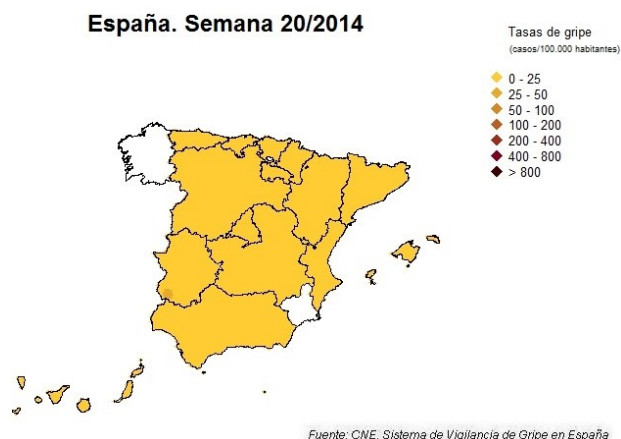 España. Semana 20/2014
Tasas de gripe
(casos/100.000 habitantes)
0 - 25
25 - 50
50 - 100
100 - 200
200 - 400
400 - 800
> 800
Fuente: CNE. Sistema de Vigilancia de Gripe en España